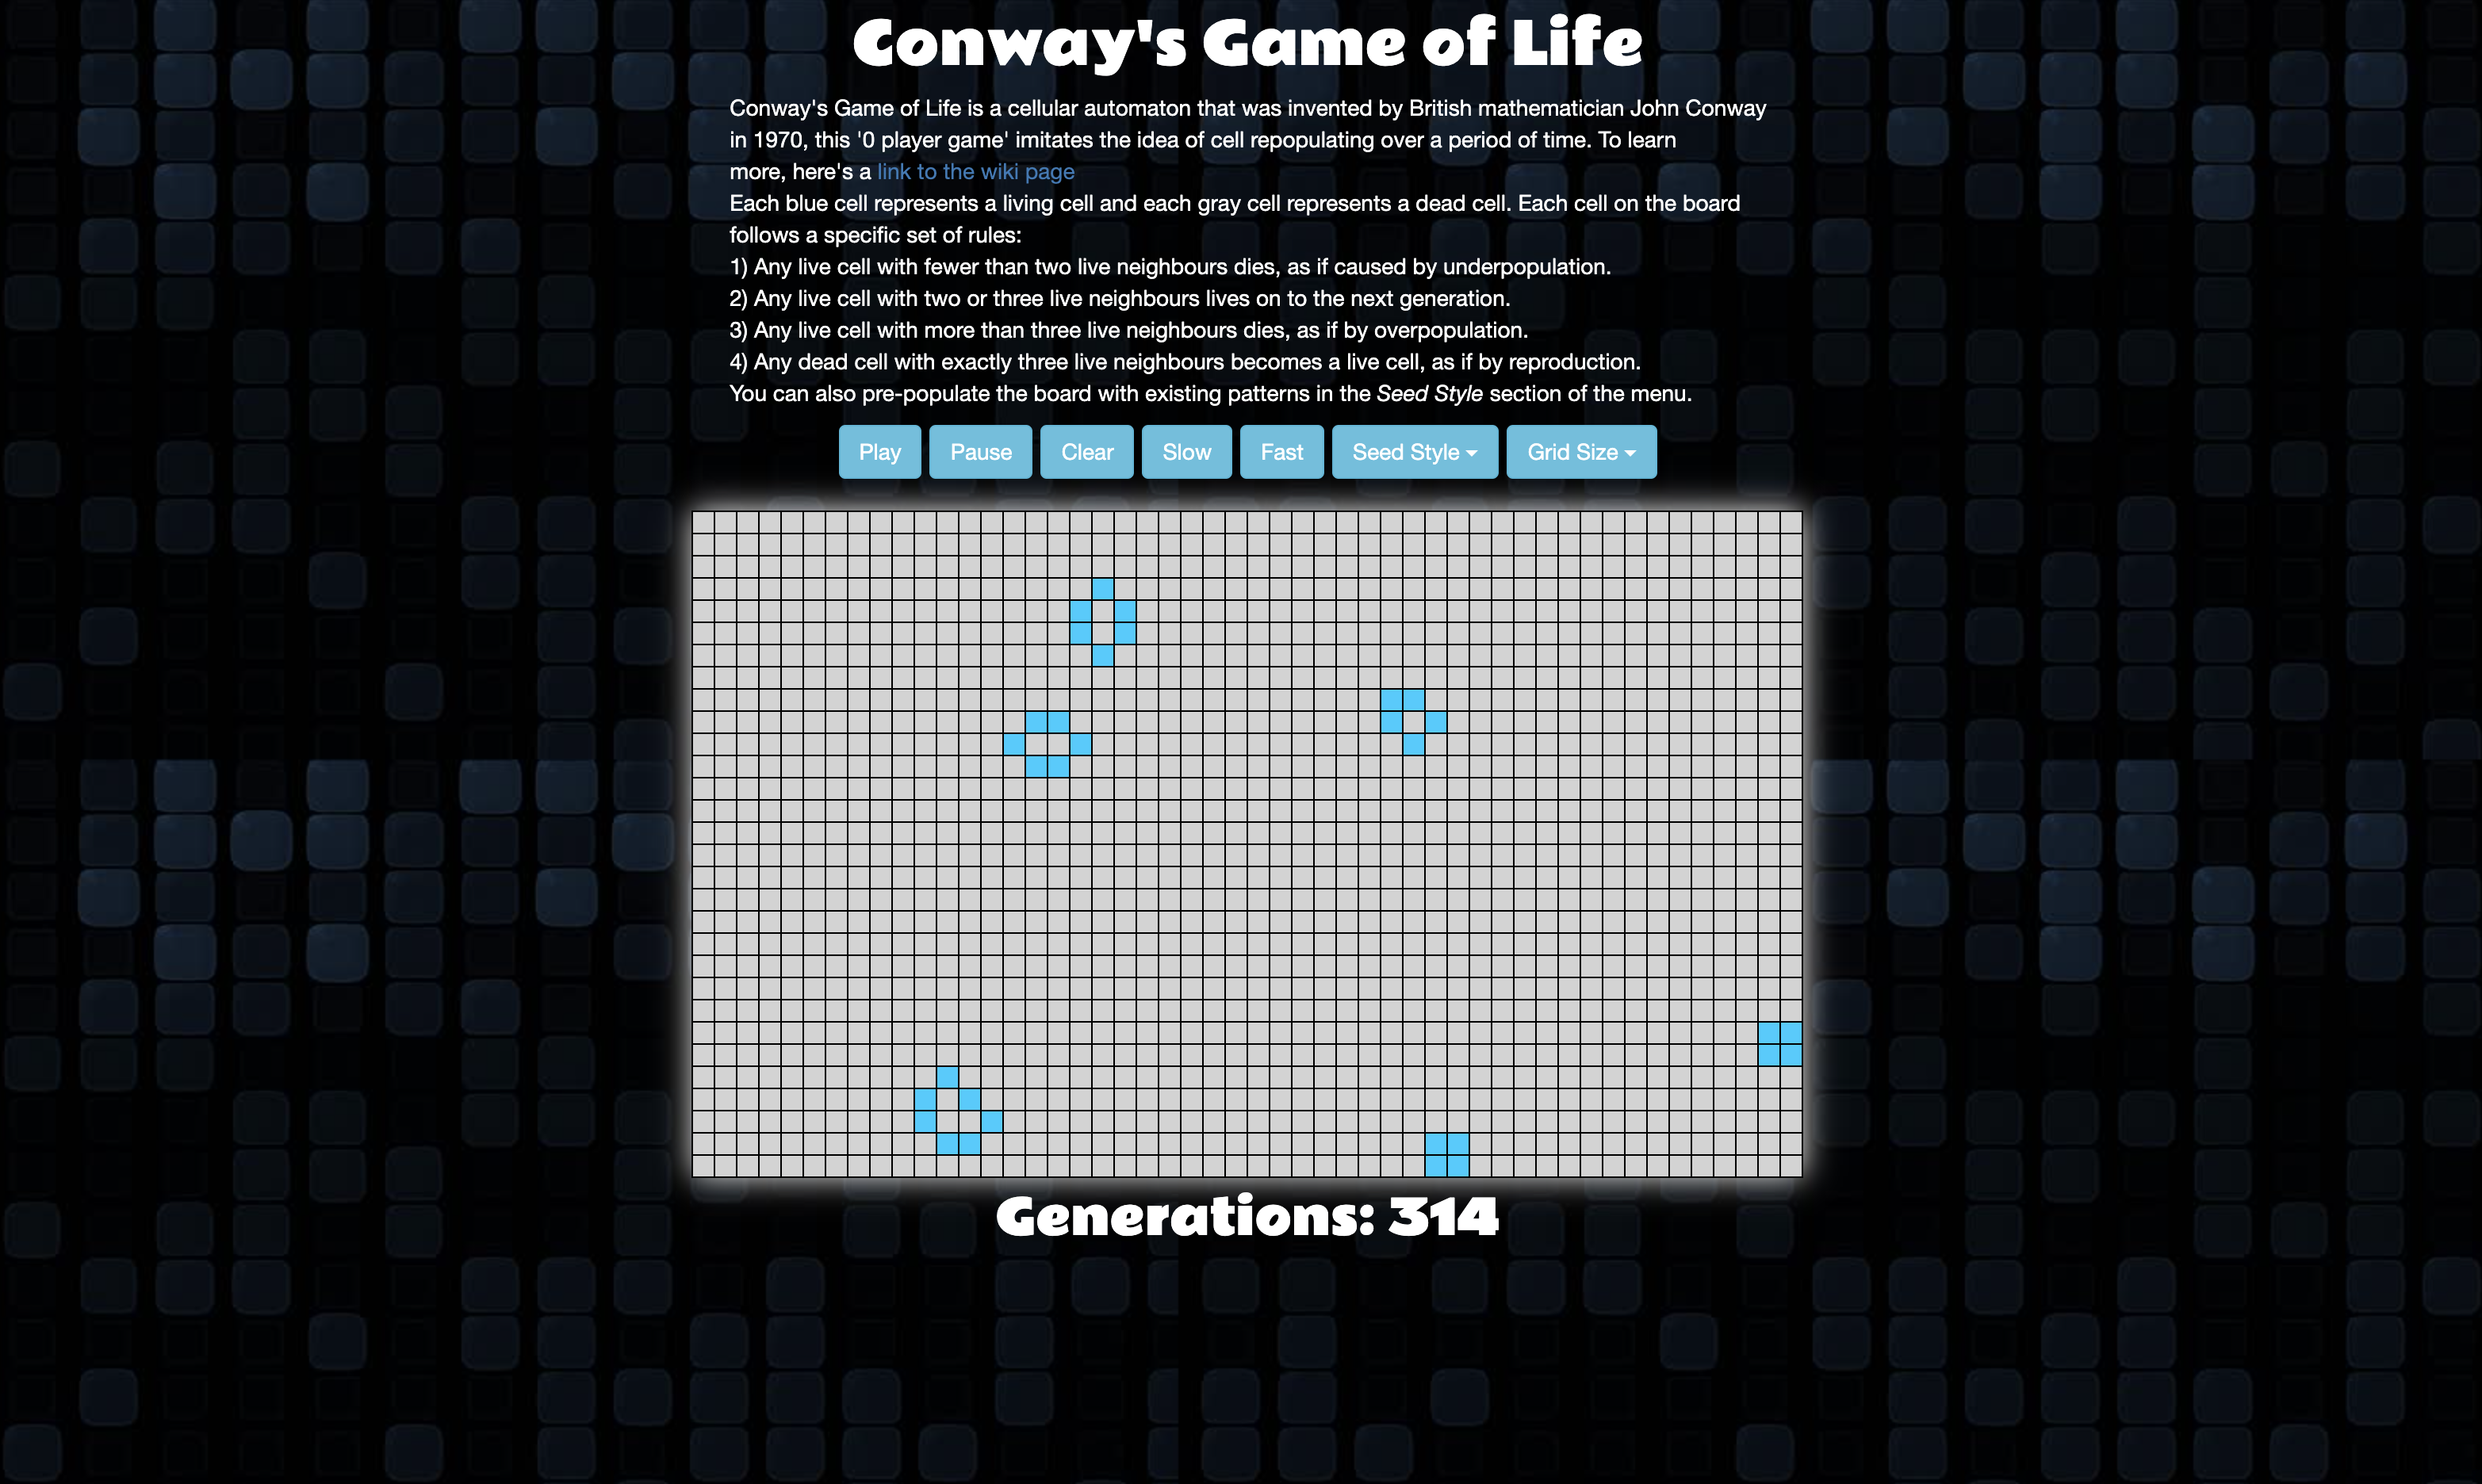 Conway's Game of Life
Conway's Game of Life is a cellular automaton that was invented by British mathematician John Conway
in 1970, this '0 player game' imitates the idea of cell repopulating over a period of time. To learn
more, here's a link to the wiki page
Each blue cell represents a living cell and each gray cell represents a dead cell. Each cell on the board
follows a specific set of rules:
1) Any live cell with fewer than two live neighbours dies, as if caused by underpopulation.
2) Any live cell with two or three live neighbours lives on to the next generation.
3) Any live cell with more than three live neighbours dies, as if by overpopulation.
4) Any dead cell with exactly three live neighbours becomes a live cell, as if by reproduction.
You can also pre-populate the board with existing patterns in the Seed Style section of the menu.
Play Pause Clear Slow Fast Seed Style Grid Size
Generations: 314